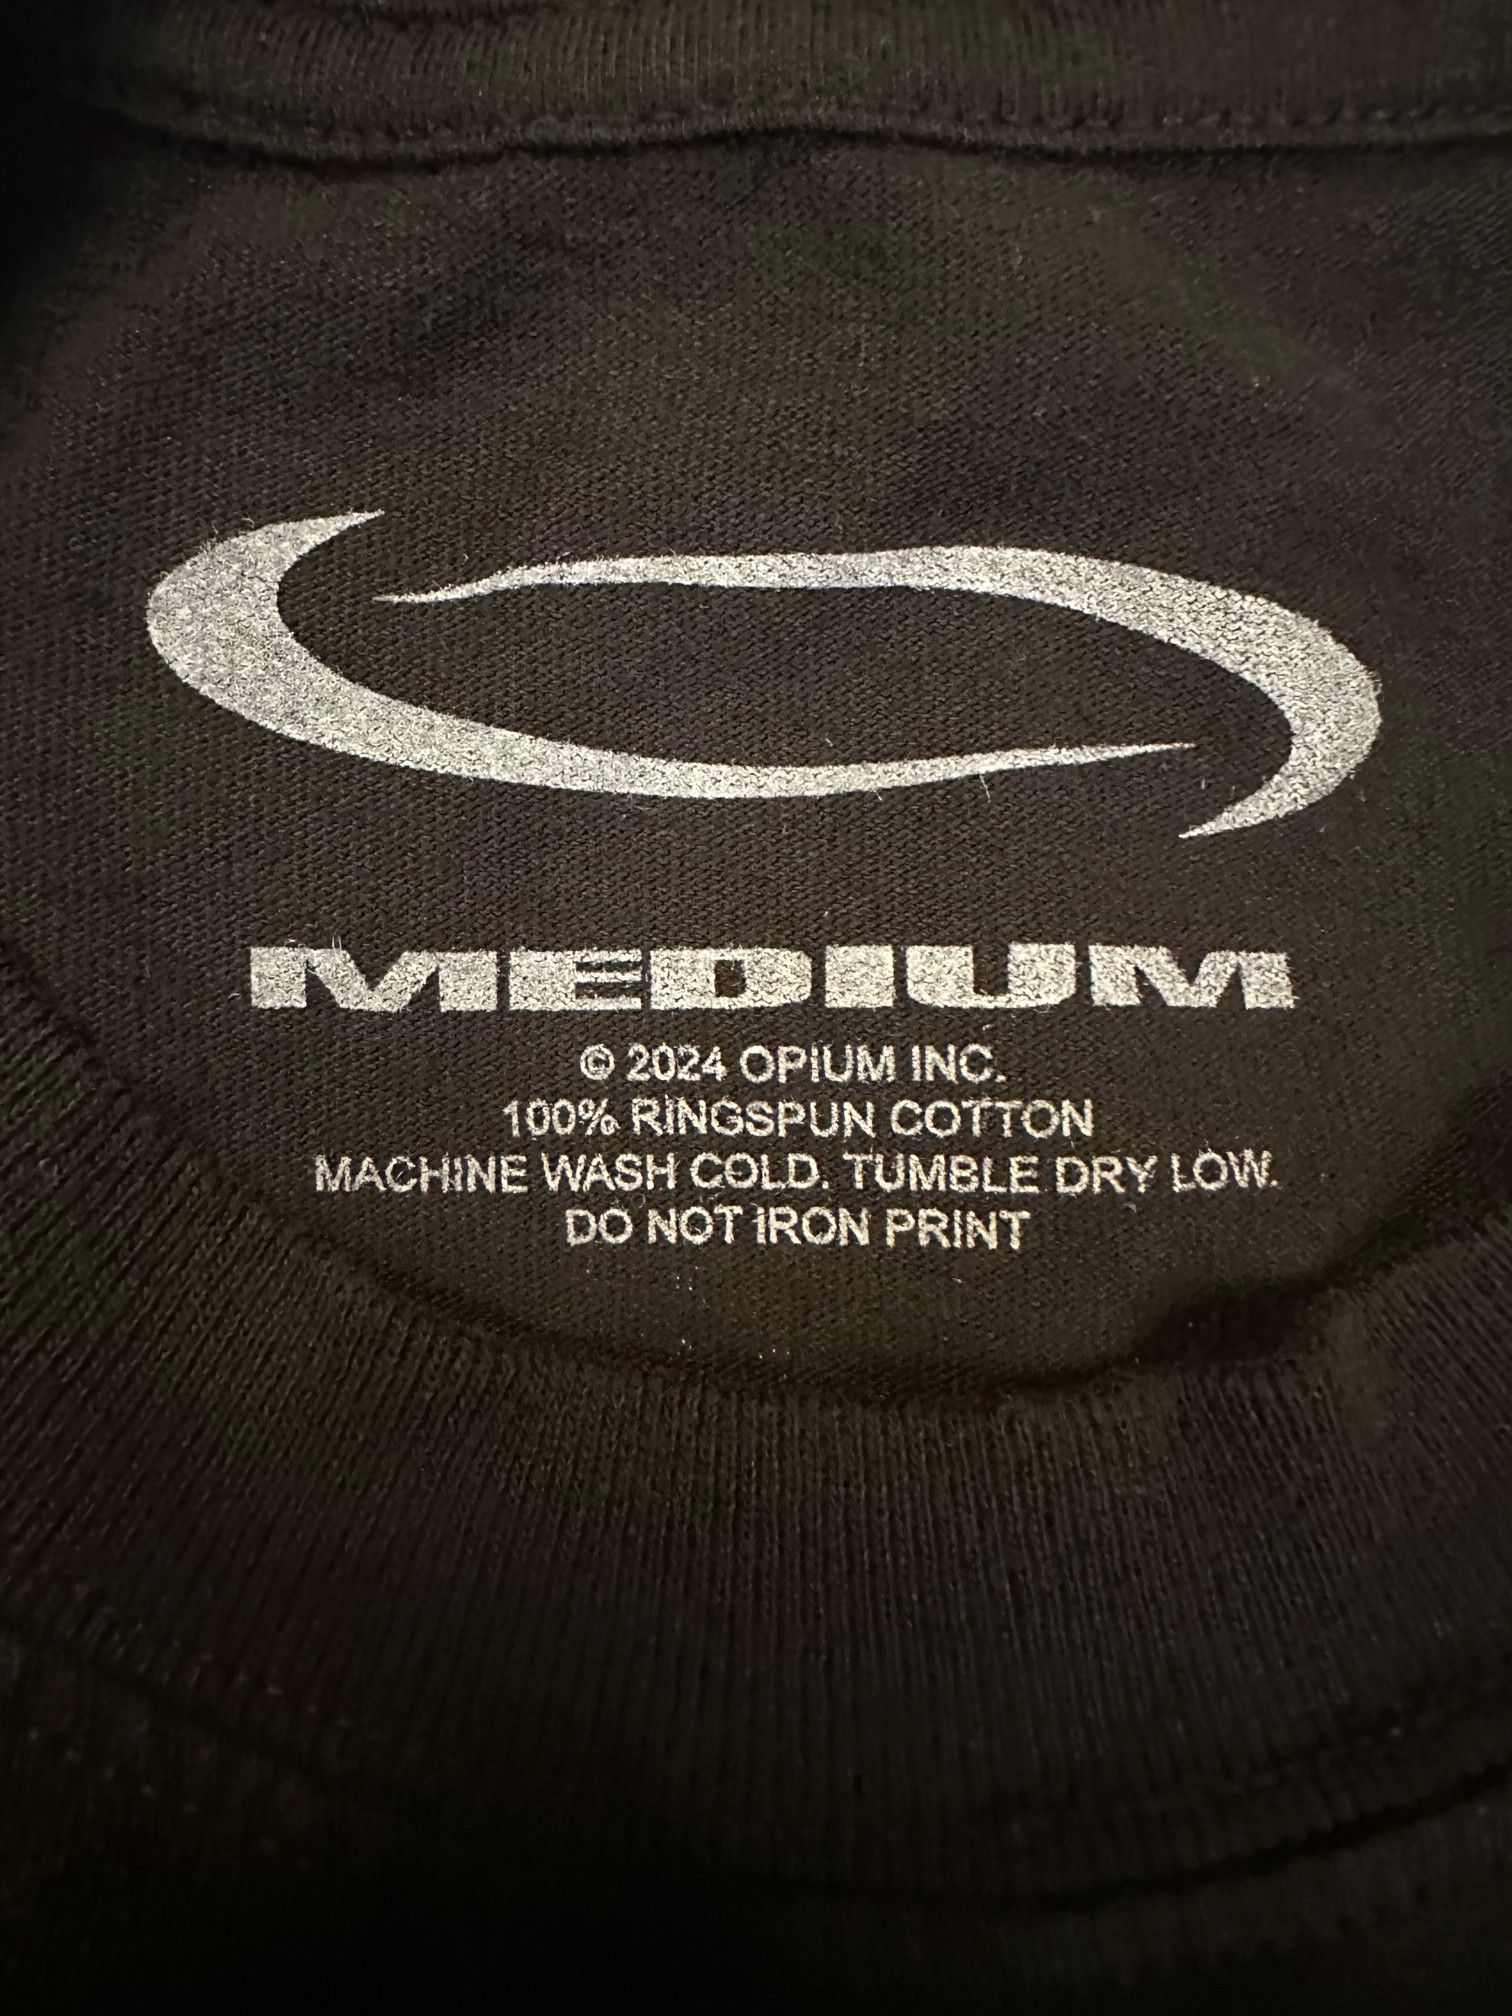 MEDIUM
© 2024 OPIUM INC.
100% RINGSPUN COTTON
MACHINE WASH COLD. TUMBLE DRY LOW.
DO NOT IRON PRINT